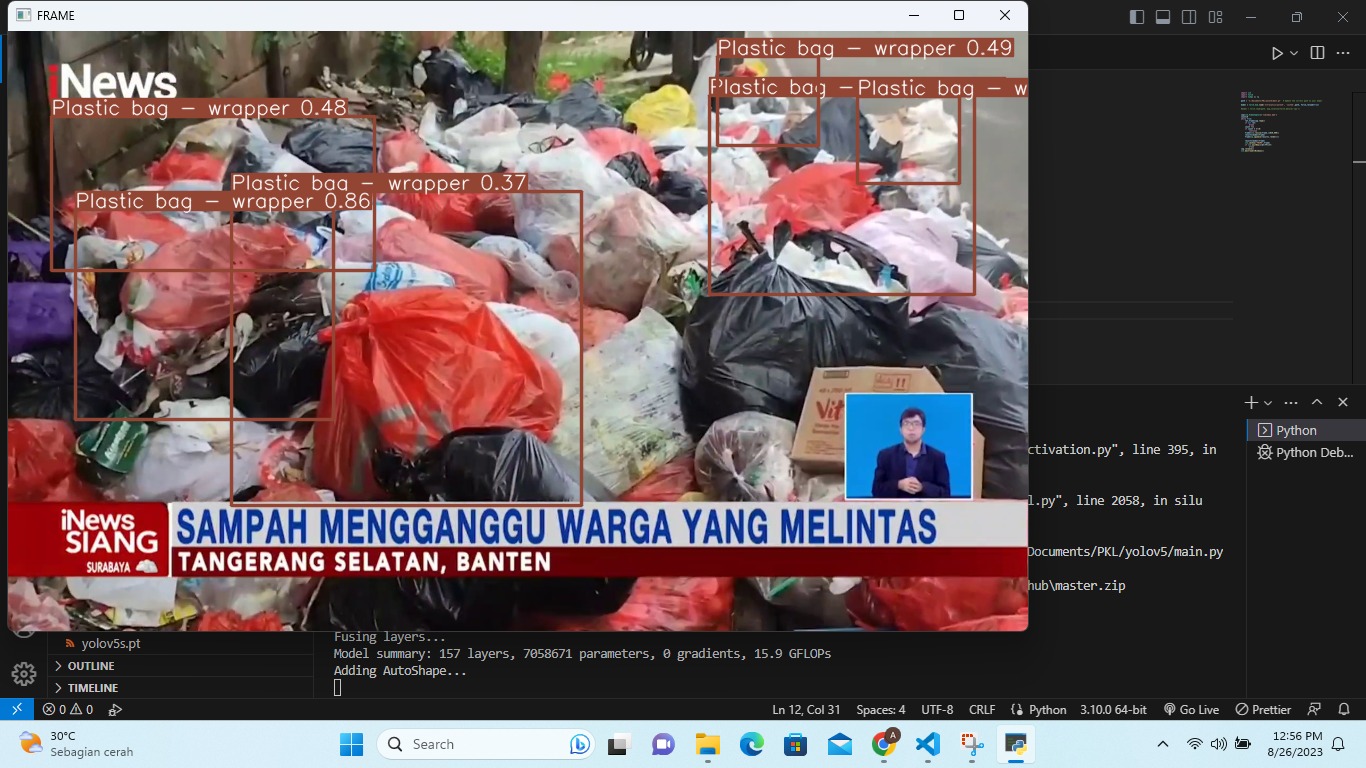 FRAME
iNews
Plastic bag - wrapper 0.49
Plastic bag -
Plastic bag - w
Plastic bag - wrapper 0.48
Plastic bag - wrapper 0.37
Plastic bag - wrapper 0.86
Vit
iNews
SIANG
SURABAYA
SAMPAH MENGGANGGU WARGA YANG MELINTAS
TANGERANG SELATAN, BANTEN
Python
Python Deb...
ctivation.py", line 395, in
l.py", line 2058, in silu
Documents/PKL/yolov5/main.py
hub\master.zip
yolov5s.pt
OUTLINE
TIMELINE
Fusing layers...
Model summary: 157 layers, 7058671 parameters, 0 gradients, 15.9 GFLOPs
Adding AutoShape...
0 0
Ln 12, Col 31 Spaces: 4 UTF-8 CRLF Python 3.10.0 64-bit Go Live Prettier
30°C
Sebagian cerah
Search
A
12:56 PM
8/26/2023